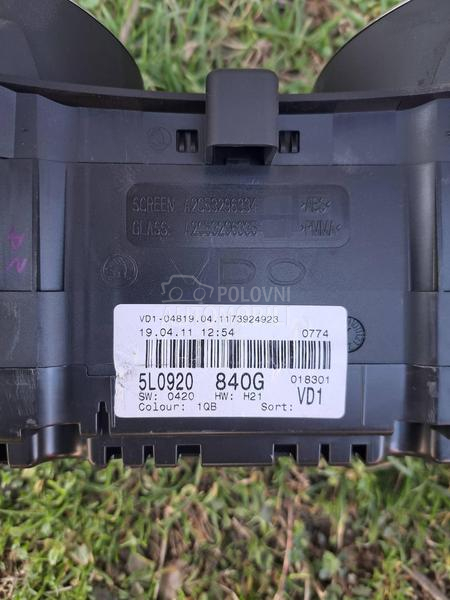 SCREEN A2C53296334 >ABS<
GLASS: A2C53296335 >PMMA<
VDO
POLOVNI
VD1-04819.04.1173924923
19.04.11 12:54 0774
5L0920 840G 018301
SW: 0420 HW: H21 VD1
Colour: 1QB Sort: